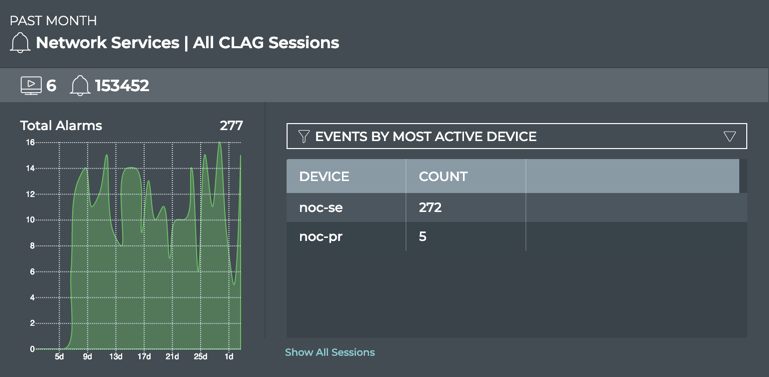 PAST MONTH
Network Services | All CLAG Sessions
6 153452
Total Alarms 277
16
14
12
10
8
6
4
2
0
5d 9d 13d 17d 21d 25d 1d
EVENTS BY MOST ACTIVE DEVICE
DEVICE COUNT
noc-se 272
noc-pr 5
Show All Sessions